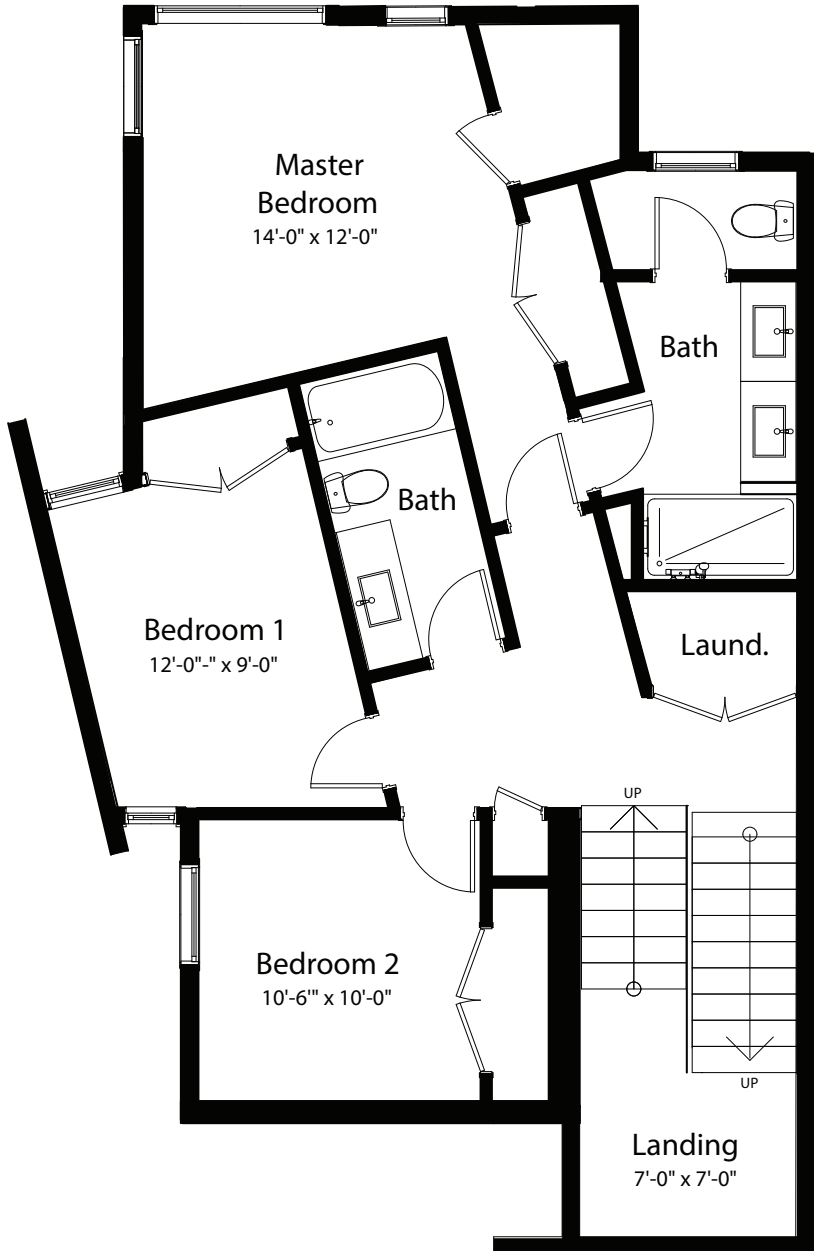 Master
Bedroom
14'-0" x 12'-0"
Bath
Bath
Bedroom 1
12'-0"-" x 9'-0"
Laund.
UP
Bedroom 2
10'-6'" x 10'-0"
UP
Landing
7'-0" x 7'-0"